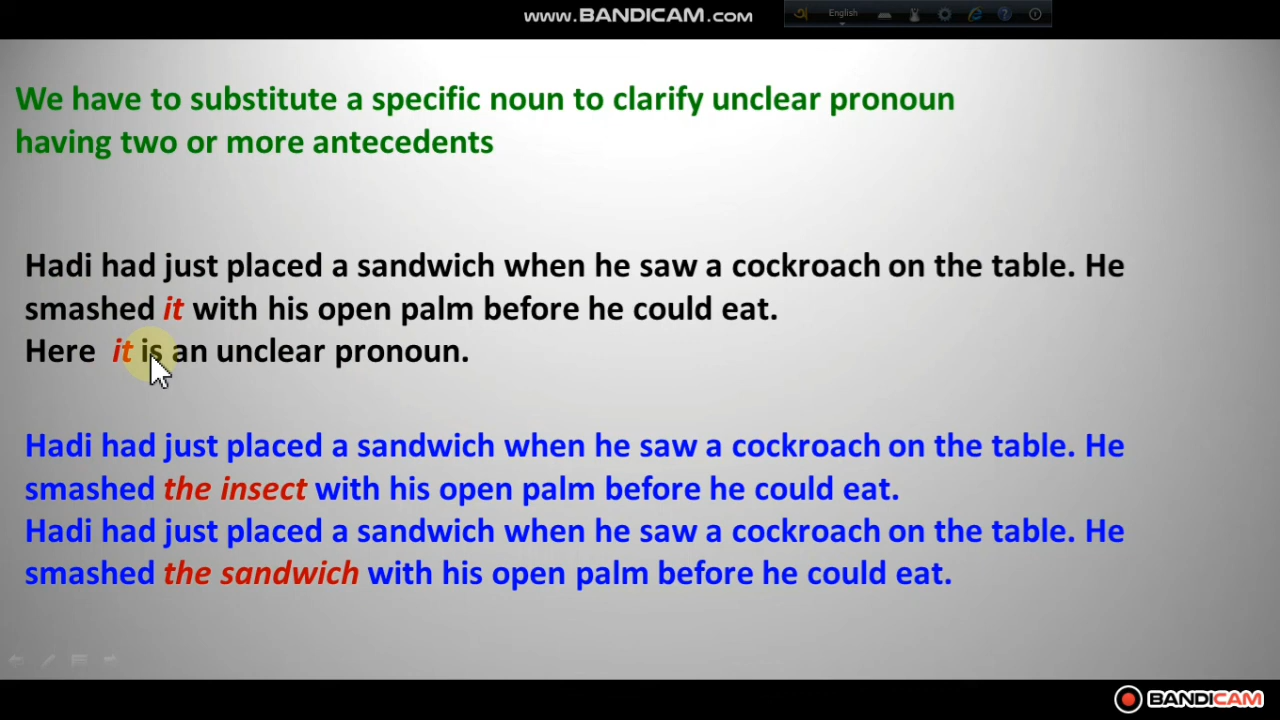 www.BANDICAM.com
English
We have to substitute a specific noun to clarify unclear pronoun
having two or more antecedents
Hadi had just placed a sandwich when he saw a cockroach on the table. He
smashed it with his open palm before he could eat.
Here it is an unclear pronoun.
Hadi had just placed a sandwich when he saw a cockroach on the table. He
smashed the insect with his open palm before he could eat.
Hadi had just placed a sandwich when he saw a cockroach on the table. He
smashed the sandwich with his open palm before he could eat.
BANDICAM